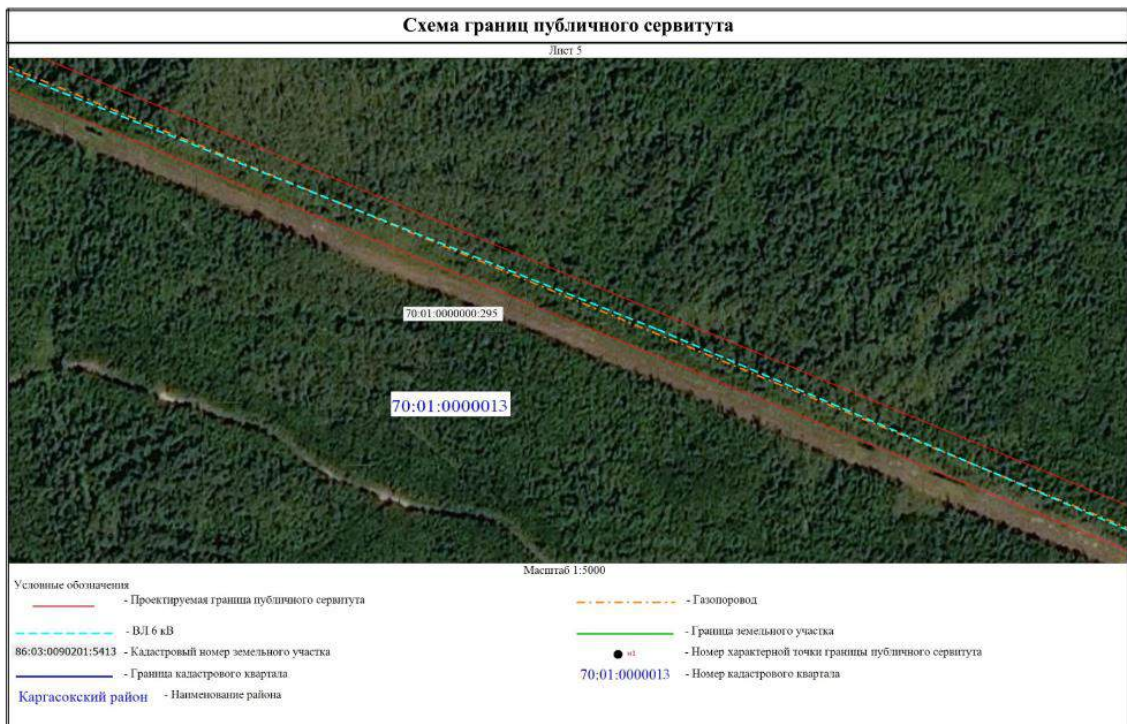 Схема границ публичного сервитута
Лист 5
70:01:0000000:295
70:01:0000013
Масштаб 1:5000
Условные обозначения
- Проектируемая граница публичного сервитута
- Газопоровод
- ВЛ 6 кВ
- Граница земельного участка
86:03:0090201:5413 - Кадастровый номер земельного участка
н1 - Номер характерной точки границы публичного сервитута
- Граница кадастрового квартала
70:01:0000013 - Номер кадастрового квартала
Каргасокский район - Наименование района